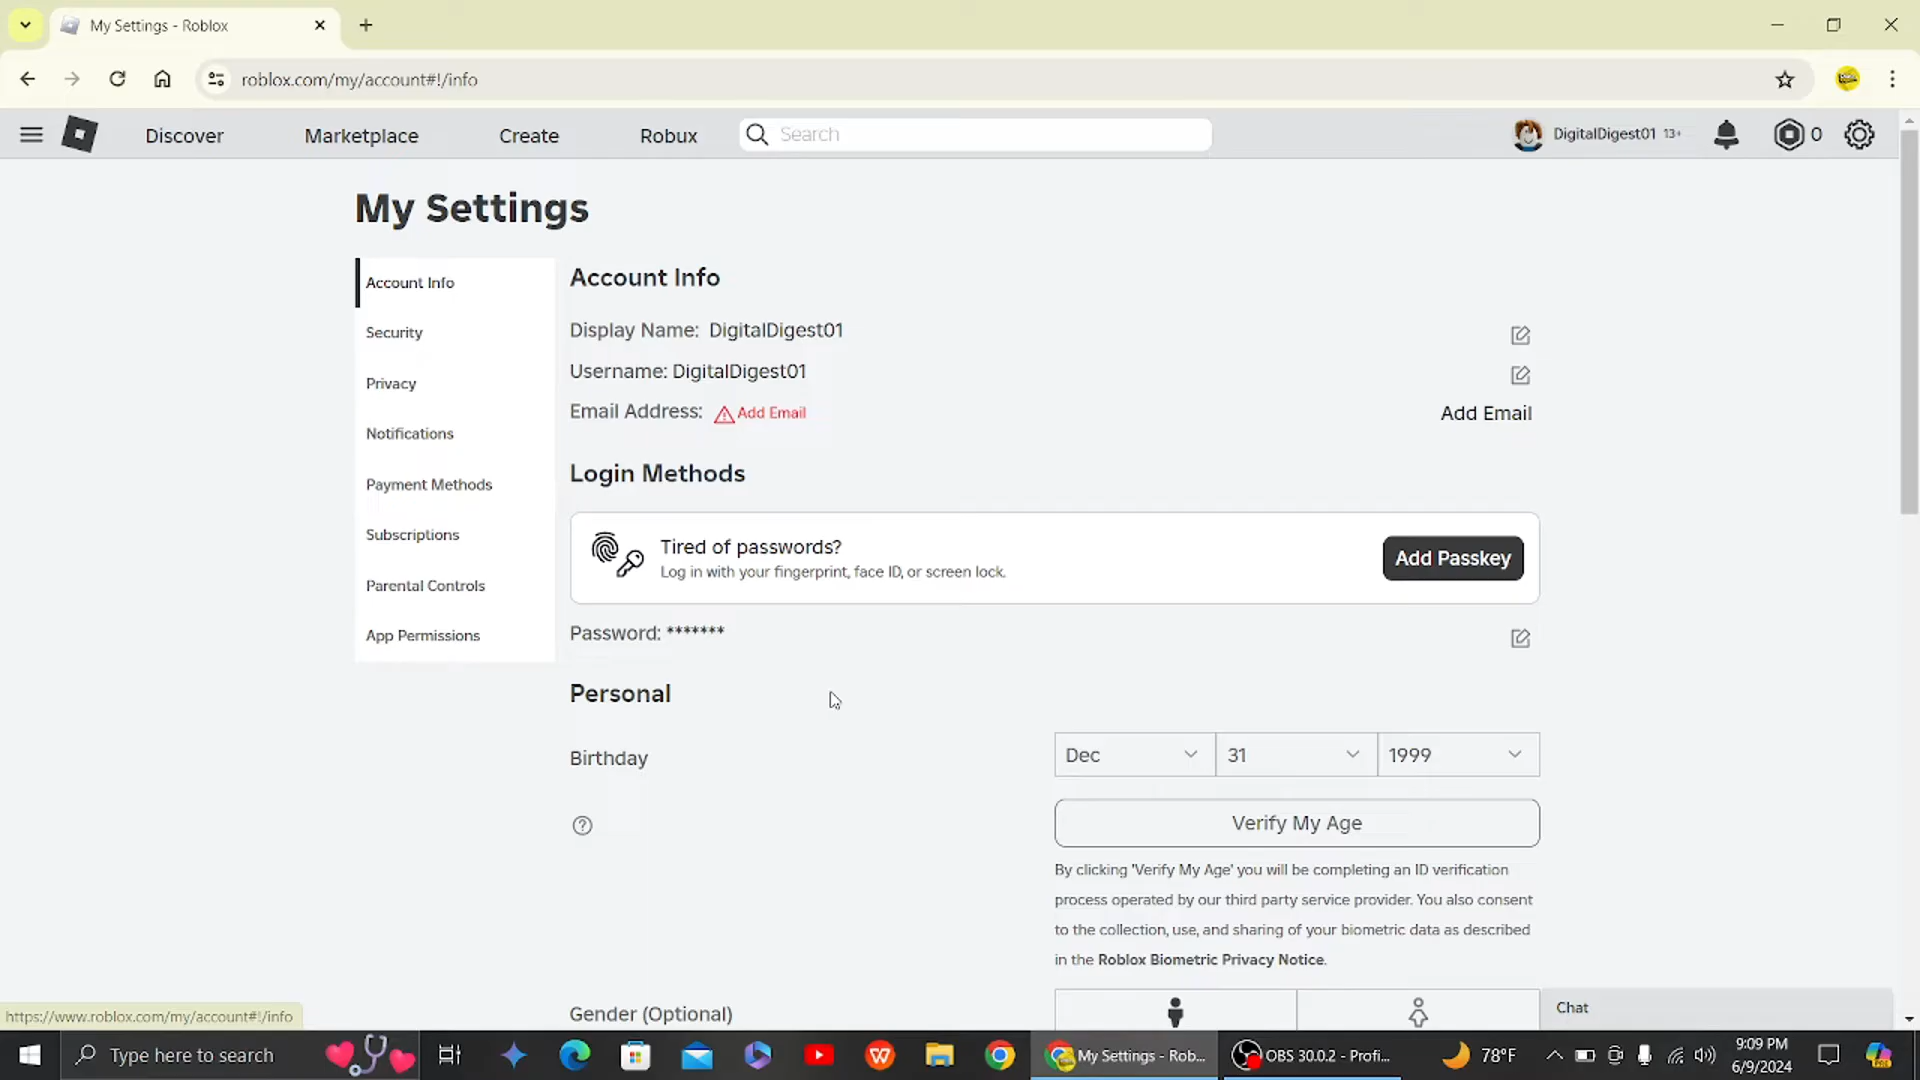 My Settings - Roblox
roblox.com/my/account#!/info
Discover
Marketplace
Create
Robux
Search
DigitalDigest01 13+
0
My Settings
Account Info
Security
Privacy
Notifications
Payment Methods
Subscriptions
Parental Controls
App Permissions
Account Info
Display Name: DigitalDigest01
Username: DigitalDigest01
Email Address: Add Email
Add Email
Login Methods
Tired of passwords?
Log in with your fingerprint, face ID, or screen lock.
Add Passkey
Password: *******
Personal
Birthday
Dec
31
1999
Verify My Age
By clicking 'Verify My Age' you will be completing an ID verification
process operated by our third party service provider. You also consent
to the collection, use, and sharing of your biometric data as described
in the Roblox Biometric Privacy Notice.
Gender (Optional)
Chat
https://www.roblox.com/my/account#!/info
Type here to search
My Settings - Rob...
OBS 30.0.2 - Profi...
78°F
9:09 PM
6/9/2024